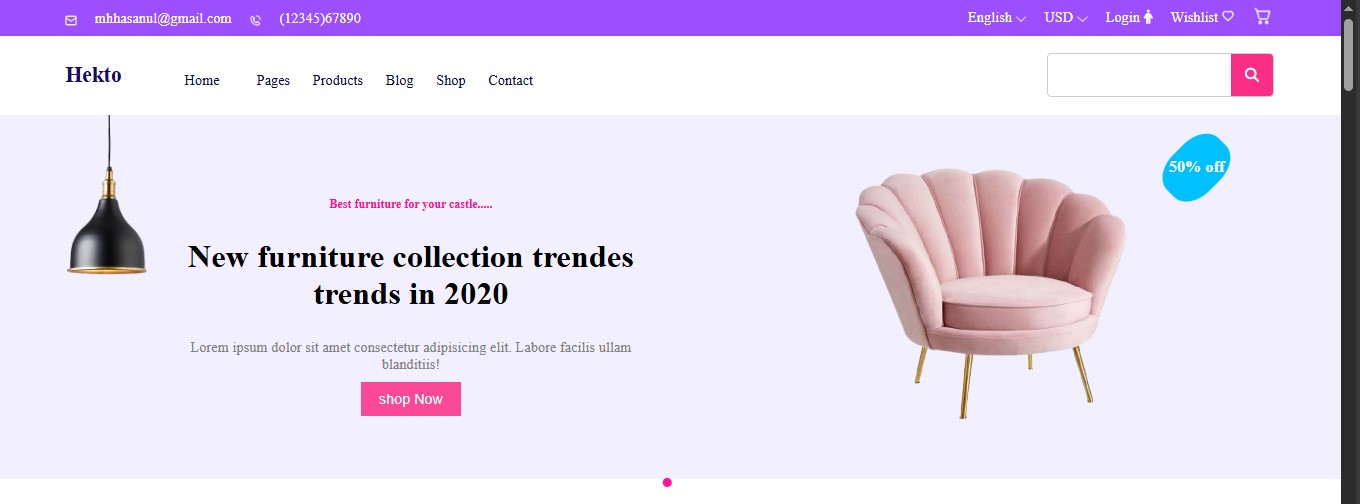 mhhasanul@gmail.com (12345)67890 English USD Login Wishlist
Hekto Home Pages Products Blog Shop Contact
50% off
Best furniture for your castle.....
New furniture collection trendes
trends in 2020
Lorem ipsum dolor sit amet consectetur adipisicing elit. Labore facilis ullam
blanditiis!
shop Now